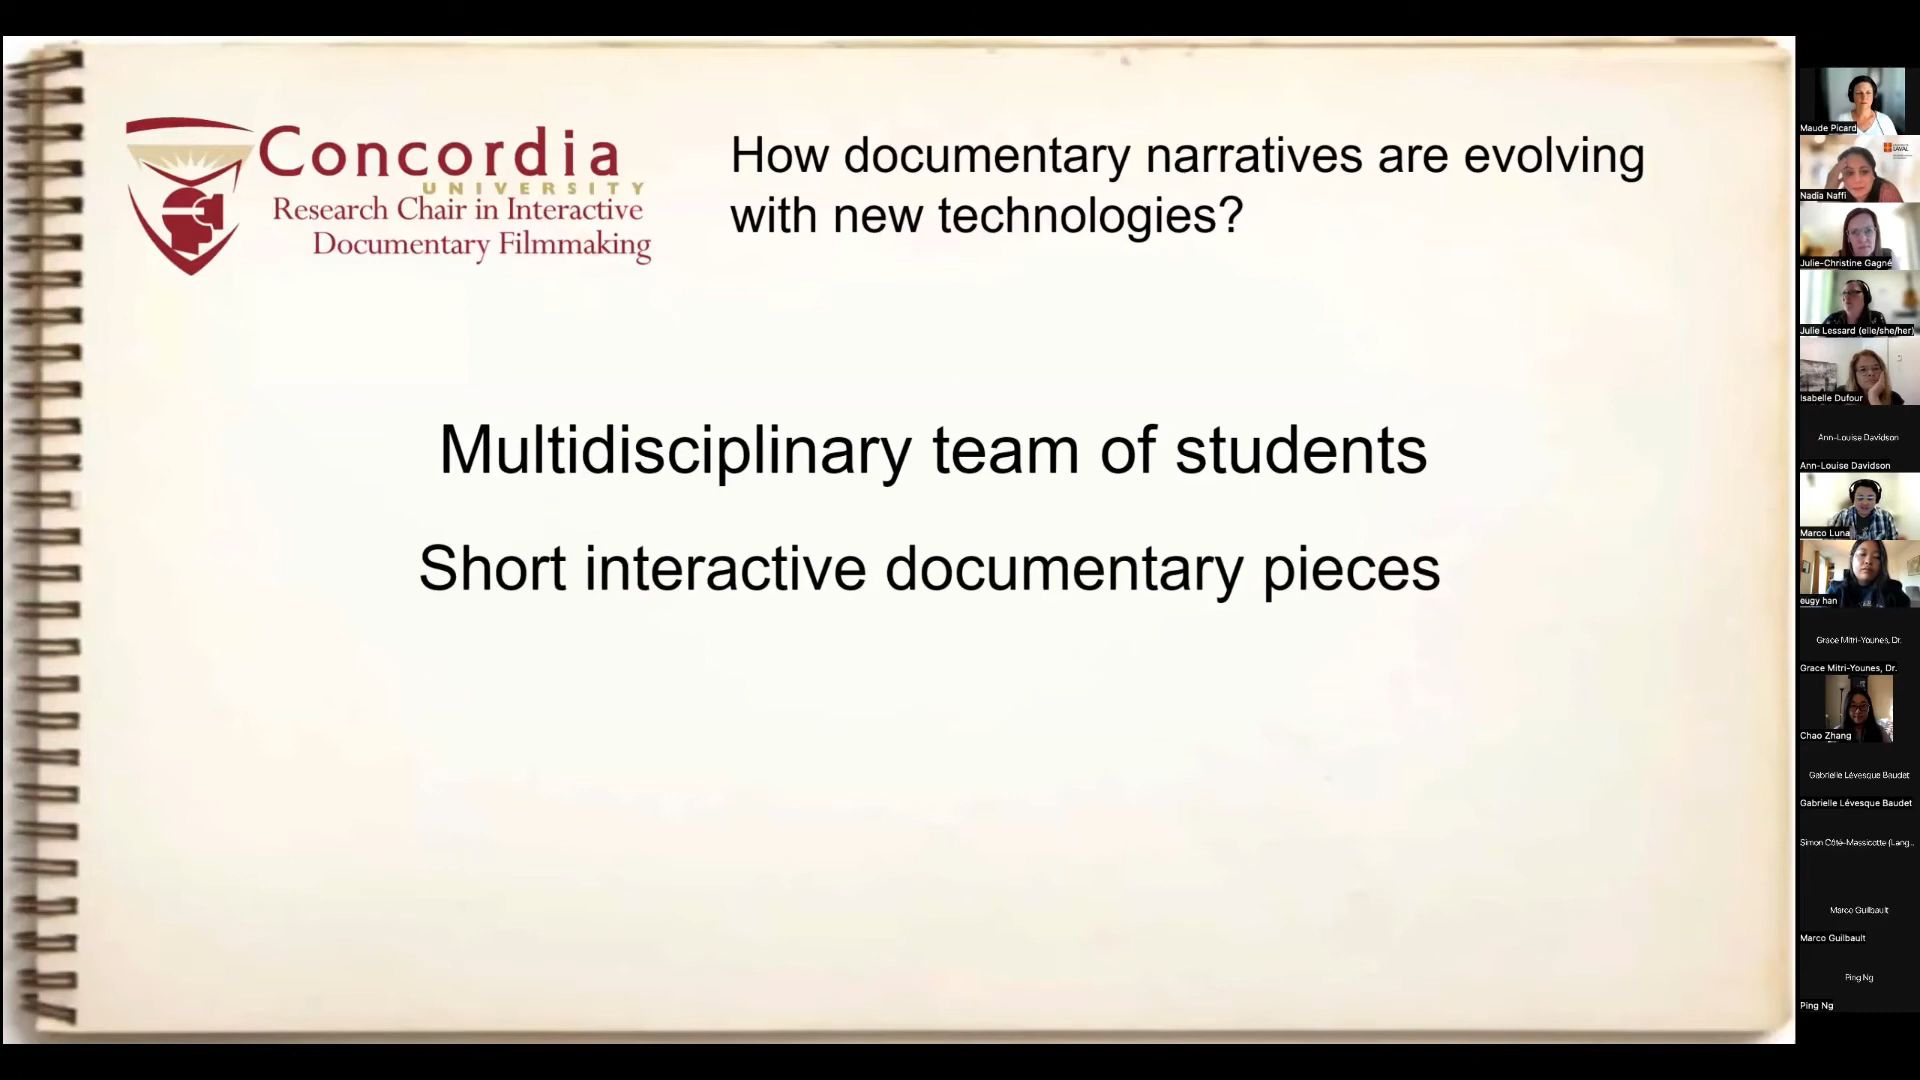 Concordia
UNIVERSITY
Research Chair in Interactive
Documentary Filmmaking
How documentary narratives are evolving
with new technologies?
Multidisciplinary team of students
Short interactive documentary pieces
Maude Picard
LAVAL
Nadia Naffi
Julie-Christine Gagné
Julie Lessard (elle/she/her)
Isabelle Dufour
Ann-Louise Davidson
Ann-Louise Davidson
Marco Luna
eugy han
Grace Mitri-Younes, Dr.
Grace Mitri-Younes, Dr.
Chao Zhang
Gabrielle Lévesque Baudet
Gabrielle Lévesque Baudet
Simon Côté-Massicotte (Lang...
Marco Guilbault
Marco Guilbault
Ping Ng
Ping Ng